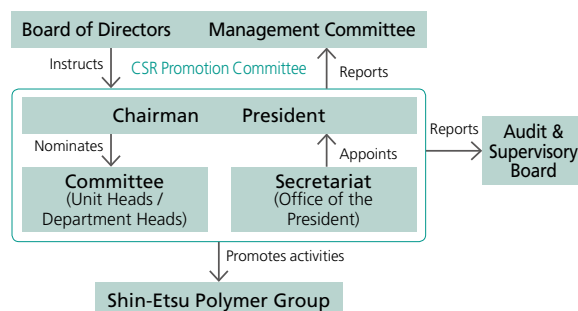 Board of Directors Management Committee
Instructs
CSR Promotion Committee
Reports
Chairman President
Reports
Audit &
Supervisory
Board
Nominates
Appoints
Committee
(Unit Heads /
Department Heads)
Secretariat
(Office of the
President)
Promotes activities
Shin-Etsu Polymer Group